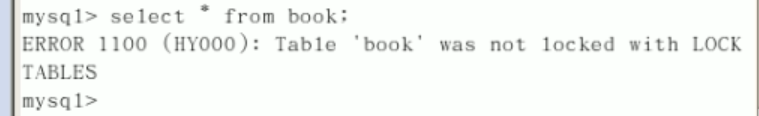 mysql> select * from book;
ERROR 1100 (HY000): Table 'book' was not locked with LOCK
TABLES
mysql>